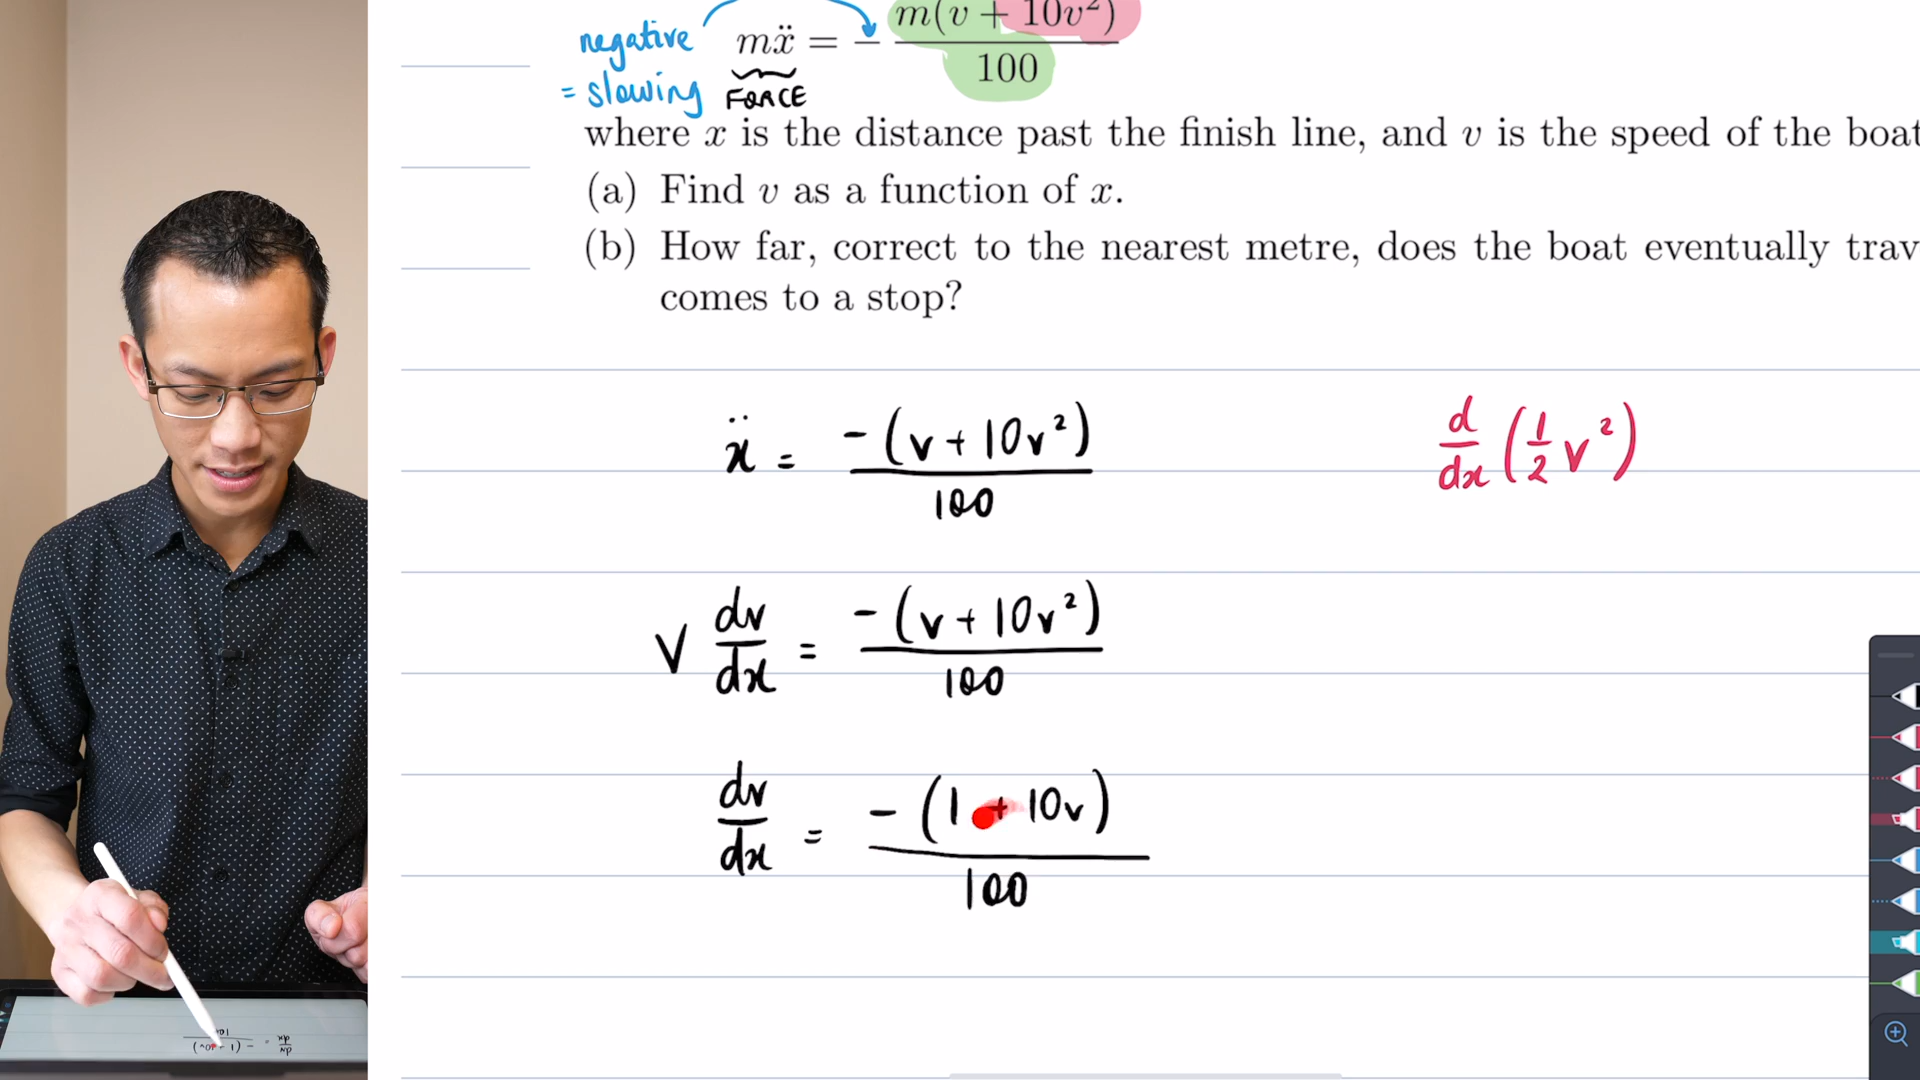 negative
= slowing
mẍ = − m(v + 10v²) / 100
FORCE
where x is the distance past the finish line, and v is the speed of the boat
(a) Find v as a function of x.
(b) How far, correct to the nearest metre, does the boat eventually trav
comes to a stop?
ẍ = -(v + 10v²) / 100
d/dx (1/2 v²)
v dv/dx = -(v + 10v²) / 100
dv/dx = -(1 + 10v) / 100